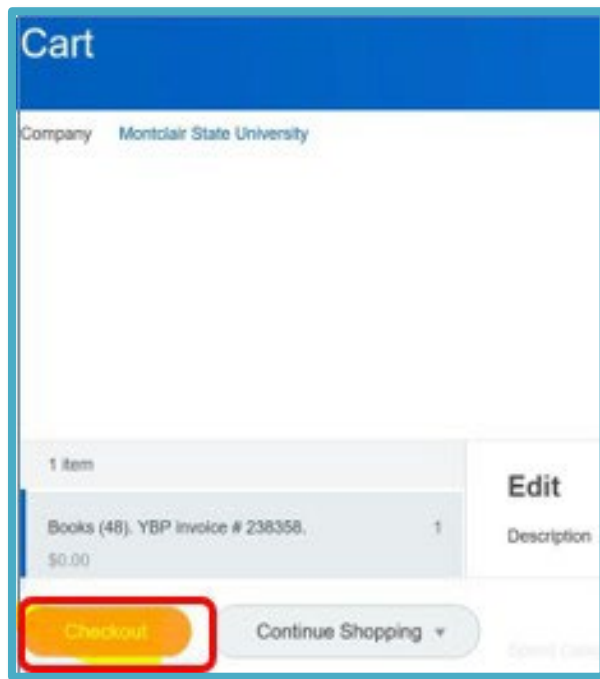 Cart
Company Montclair State University
1 item
Books (48). YBP invoice # 238358. 1
$0.00
Edit
Description
Checkout
Continue Shopping